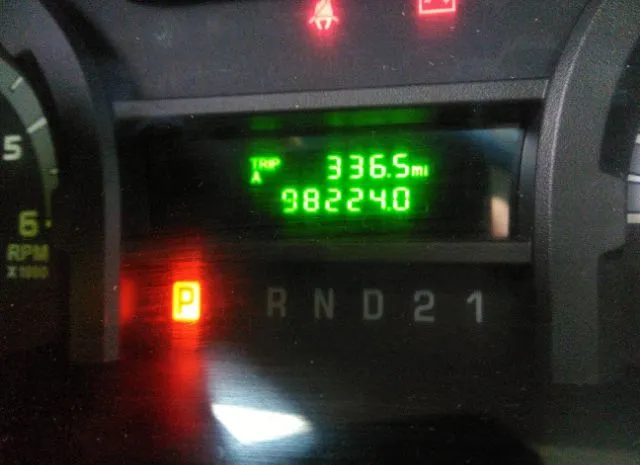 TRIP 336.5mi
A
98224.0
5
6
RPM
X1000
P R N D 2 1